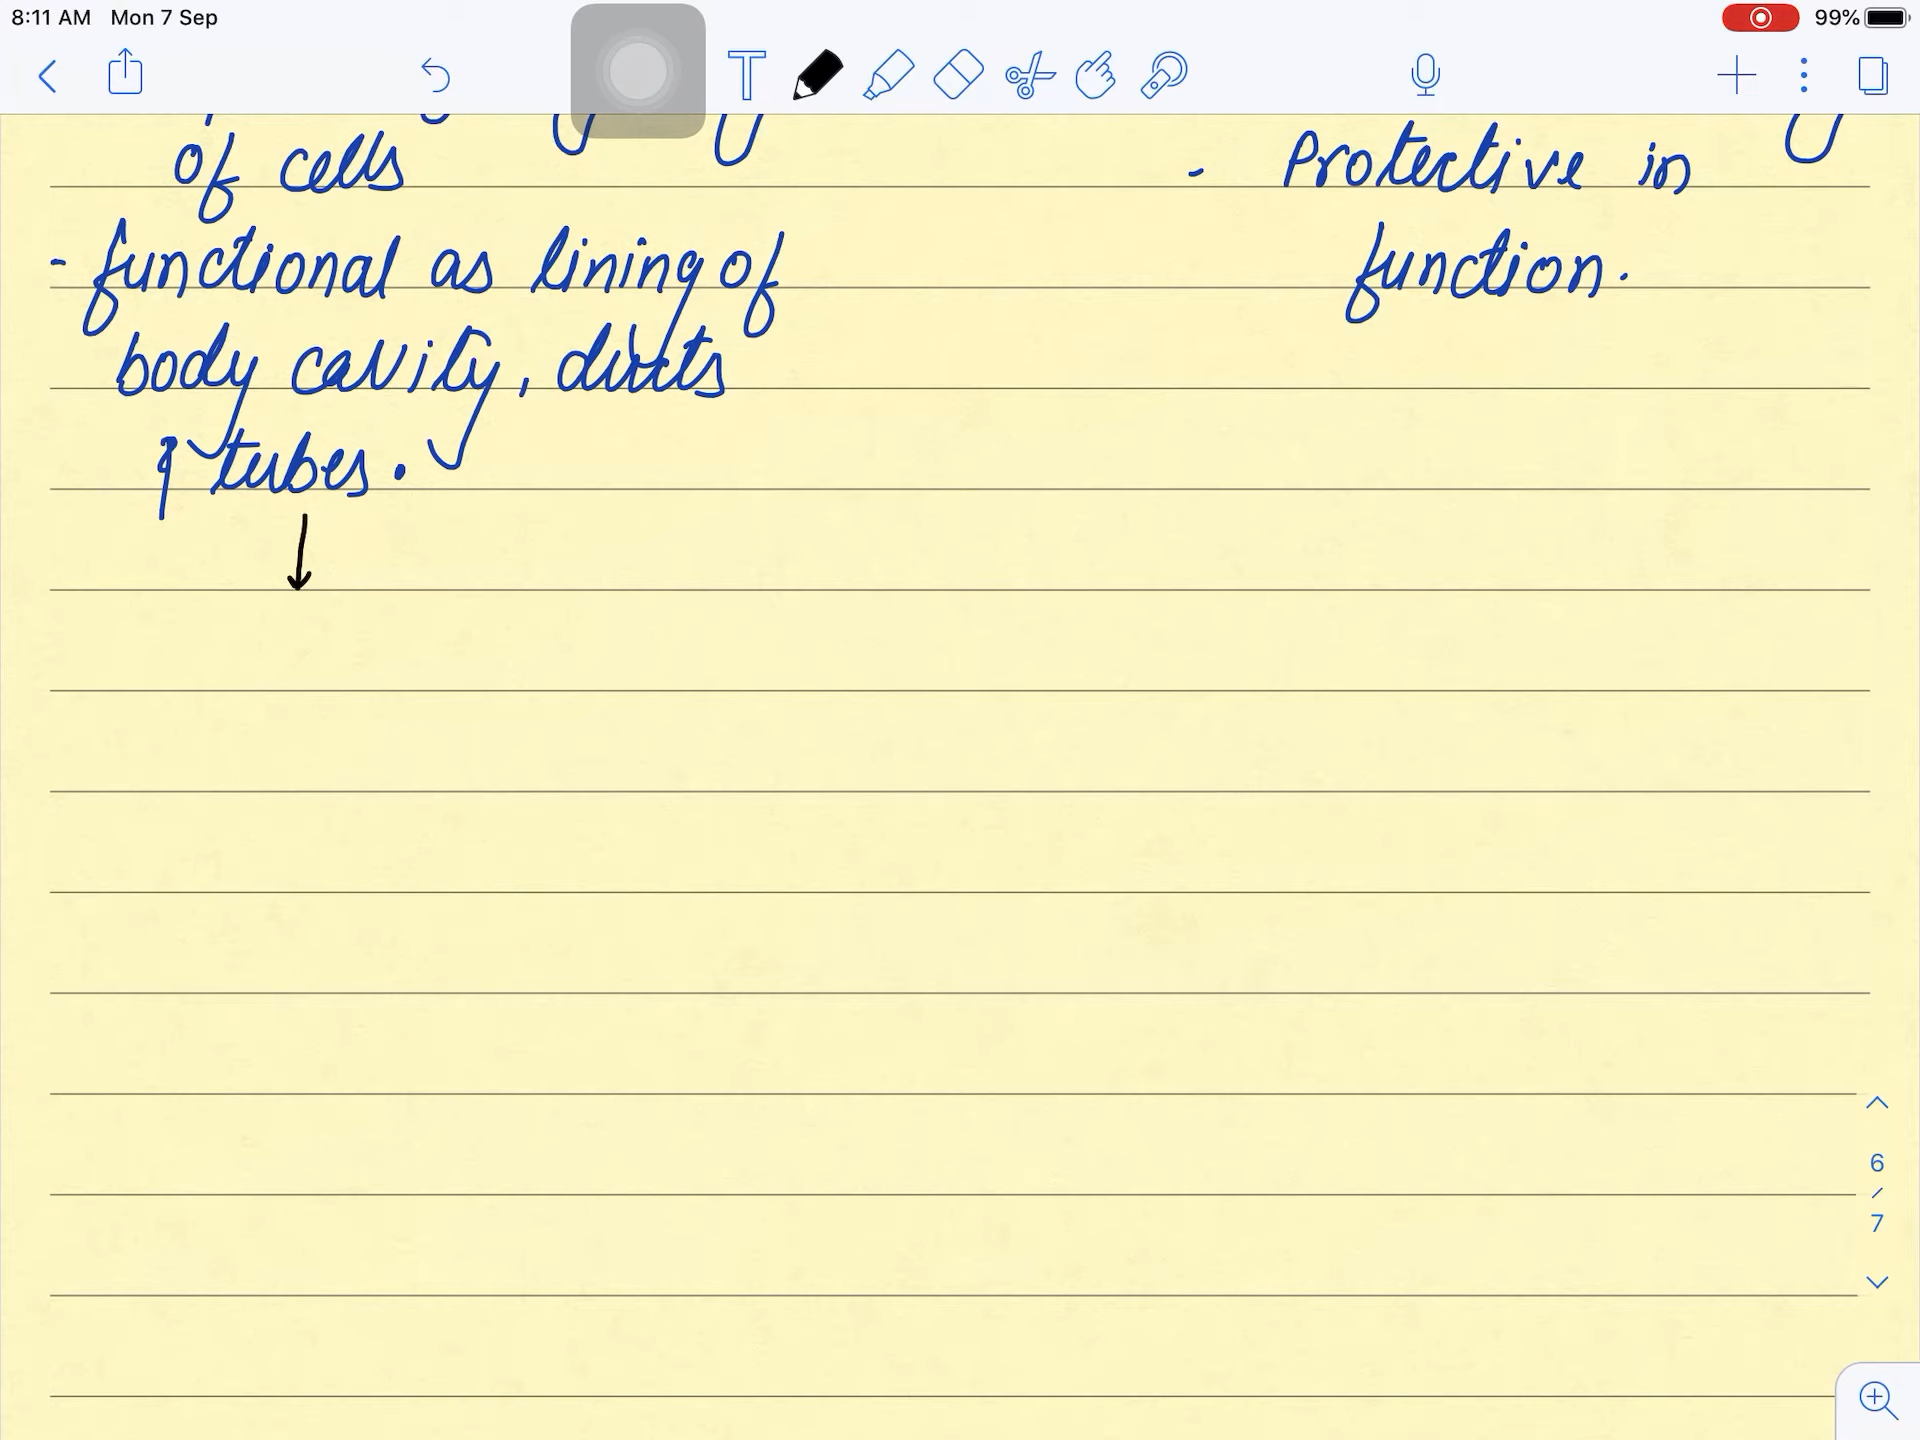 8:11 AM Mon 7 Sep
99%
T
of cells
- functional as lining of
body cavity, ducts
& tubes.
- Protective in
function.
6
/
7